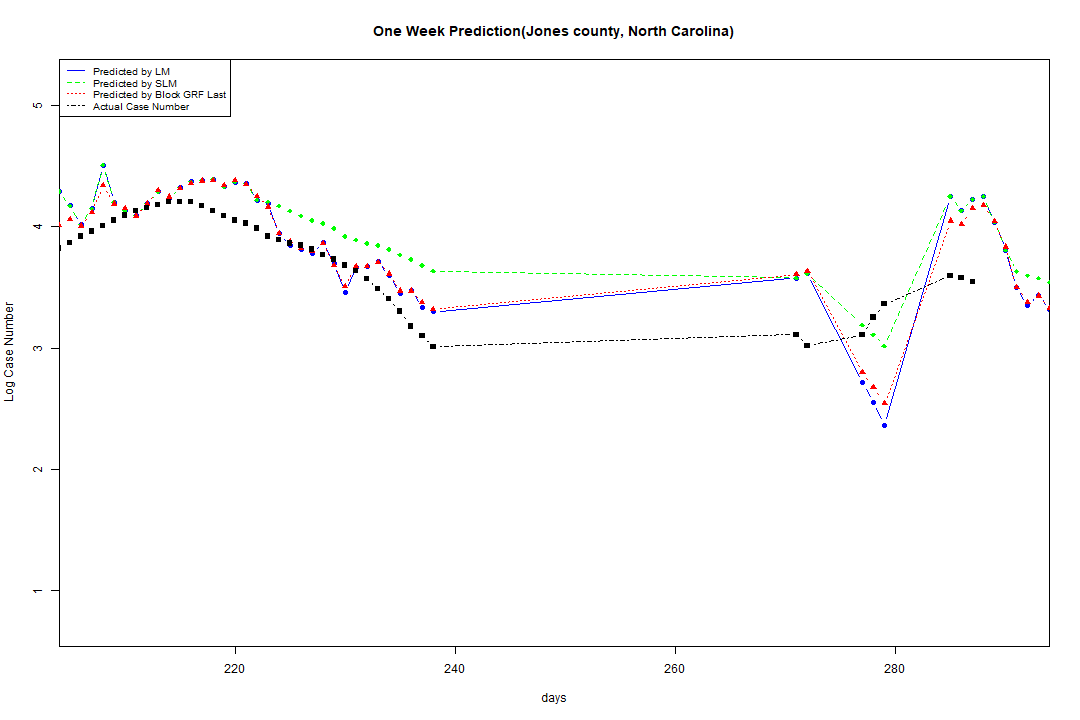 One Week Prediction(Jones county, North Carolina)
Predicted by LM
Predicted by SLM
Predicted by Block GRF Last
Actual Case Number
5
4
3
2
1
Log Case Number
220 240 260 280
days